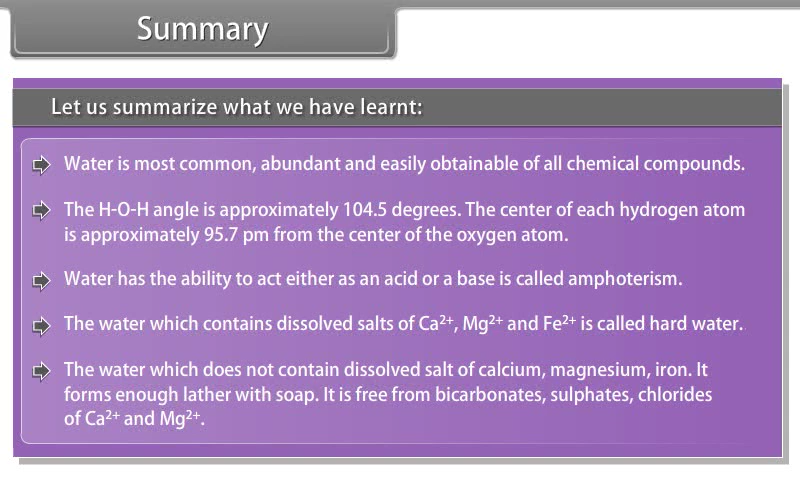 Summary
Let us summarize what we have learnt:
Water is most common, abundant and easily obtainable of all chemical compounds.
The H-O-H angle is approximately 104.5 degrees. The center of each hydrogen atom
is approximately 95.7 pm from the center of the oxygen atom.
Water has the ability to act either as an acid or a base is called amphoterism.
The water which contains dissolved salts of Ca²⁺, Mg²⁺ and Fe²⁺ is called hard water.
The water which does not contain dissolved salt of calcium, magnesium, iron. It
forms enough lather with soap. It is free from bicarbonates, sulphates, chlorides
of Ca²⁺ and Mg²⁺.